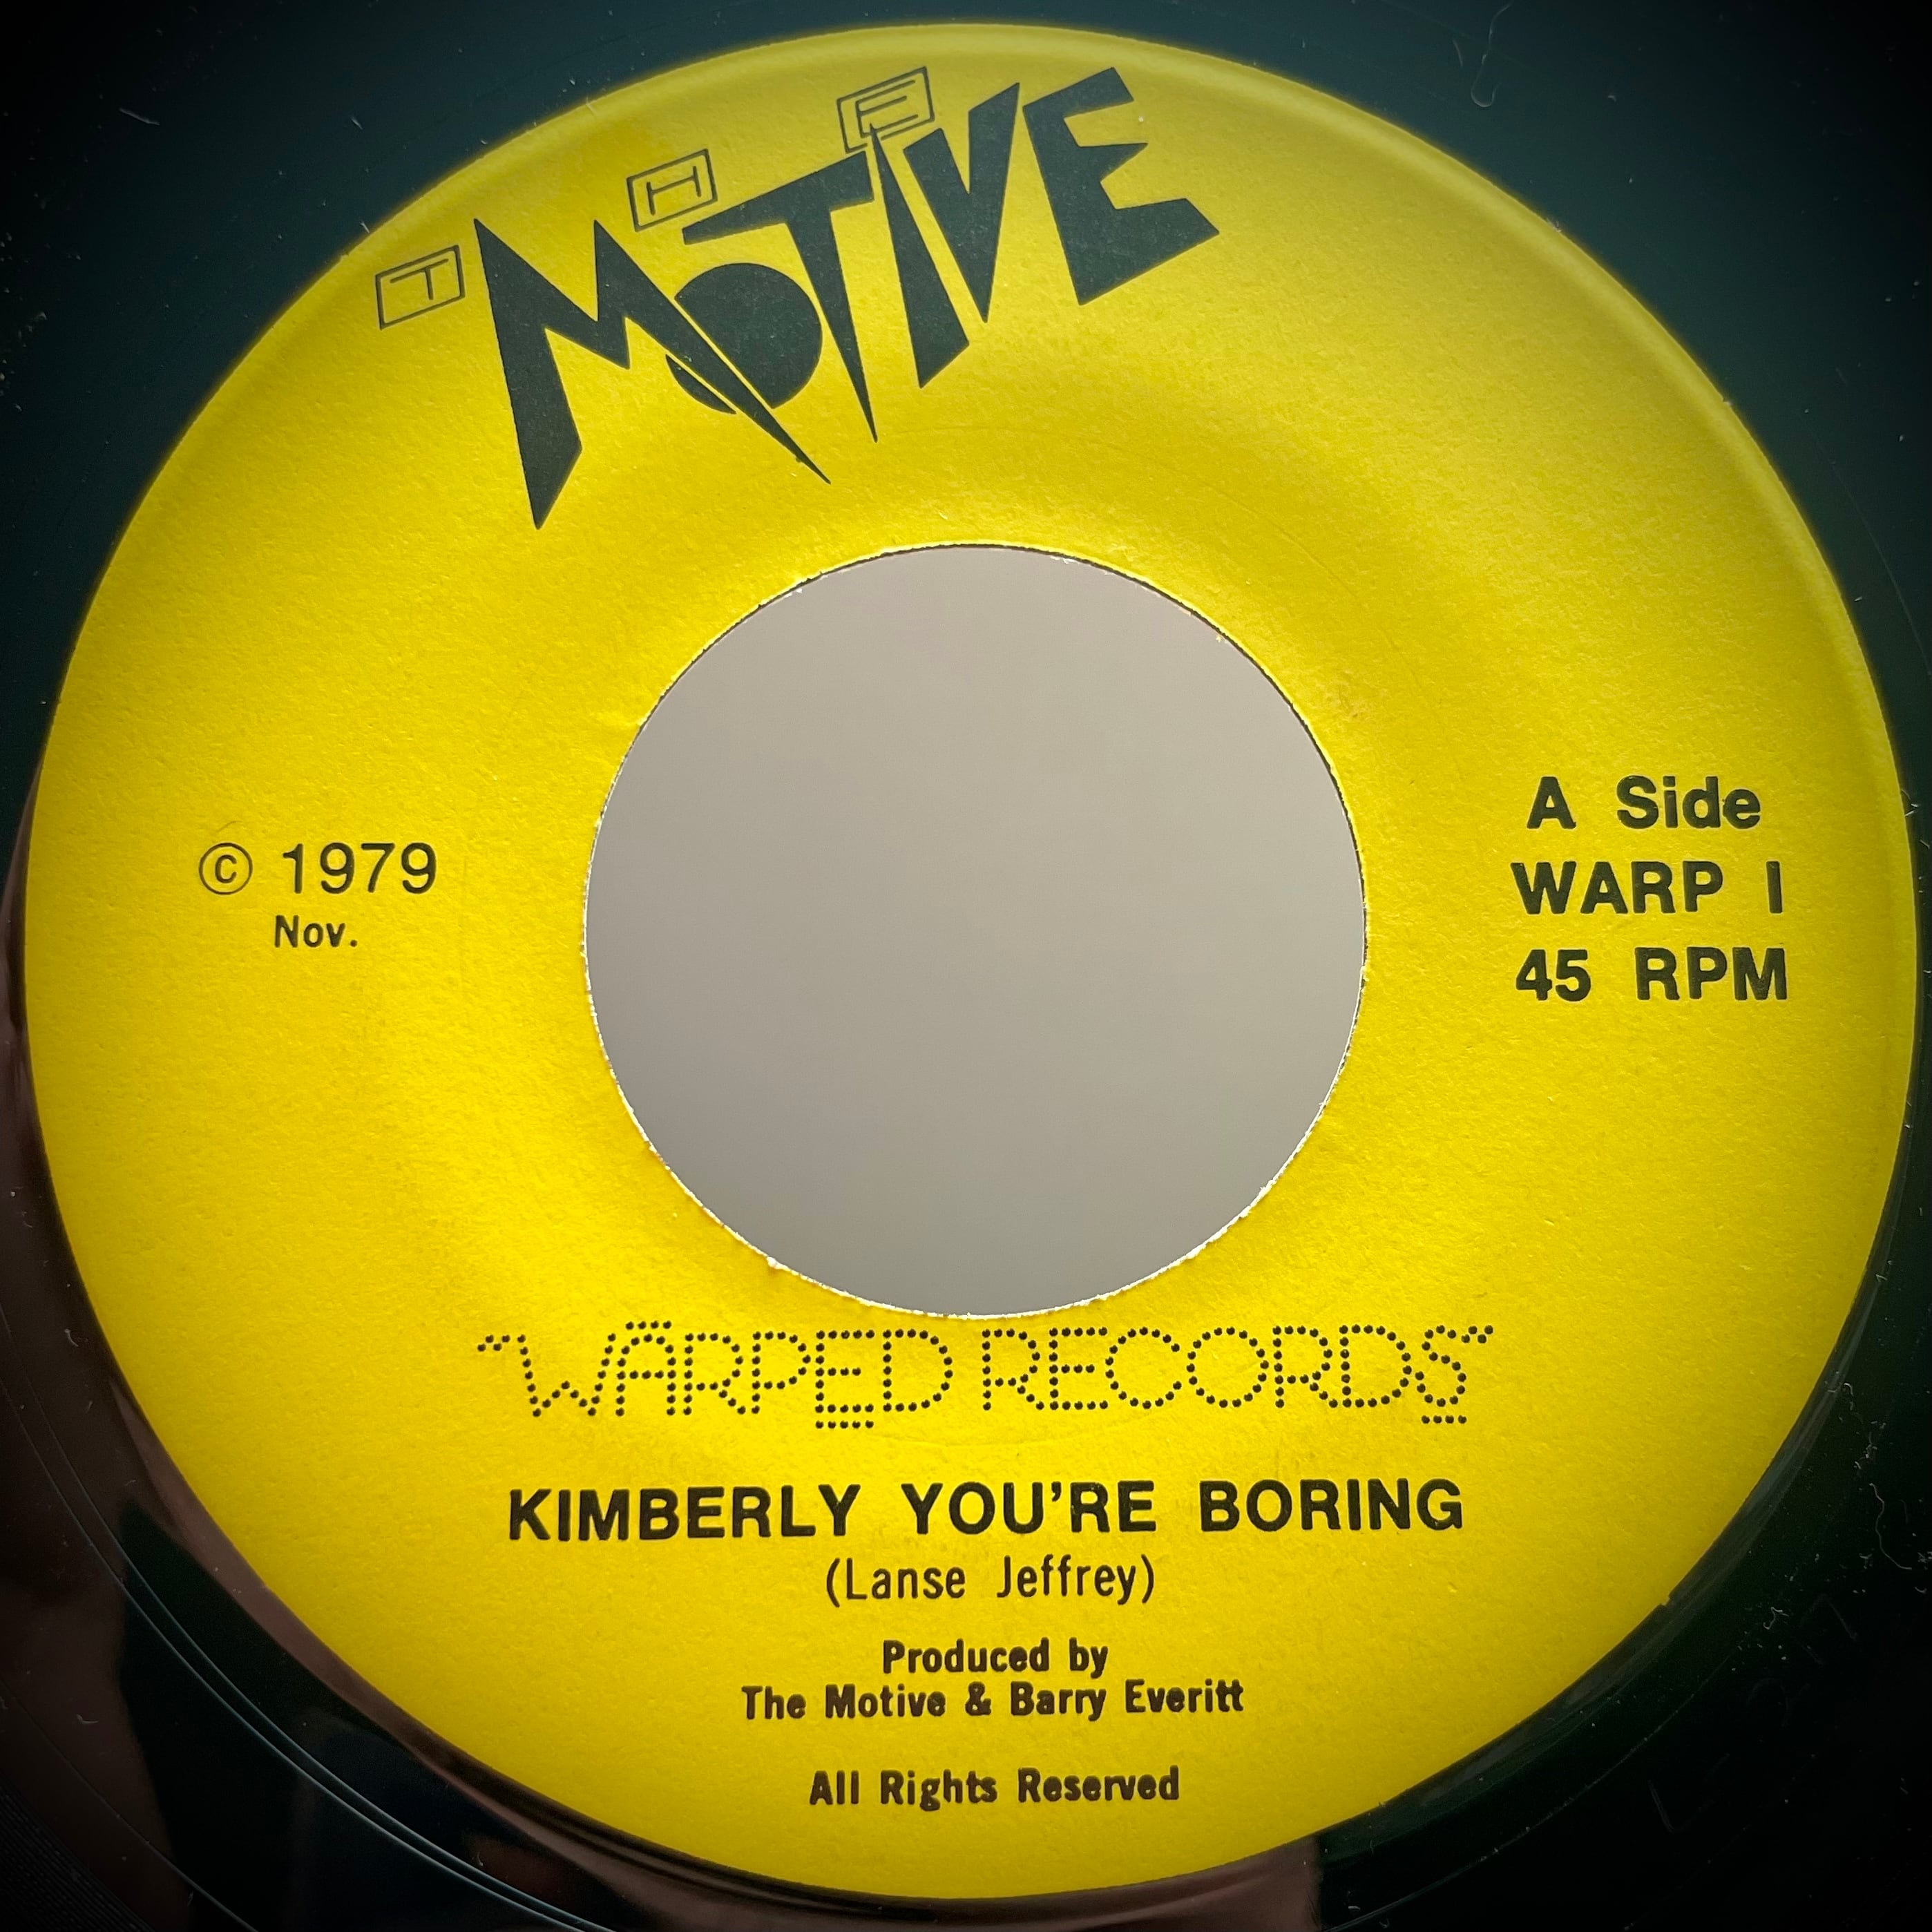 THE MOTIVE
© 1979
Nov.
A Side
WARP 1
45 RPM
"WARPED RECORDS"
KIMBERLY YOU'RE BORING
(Lanse Jeffrey)
Produced by
The Motive & Barry Everitt
All Rights Reserved